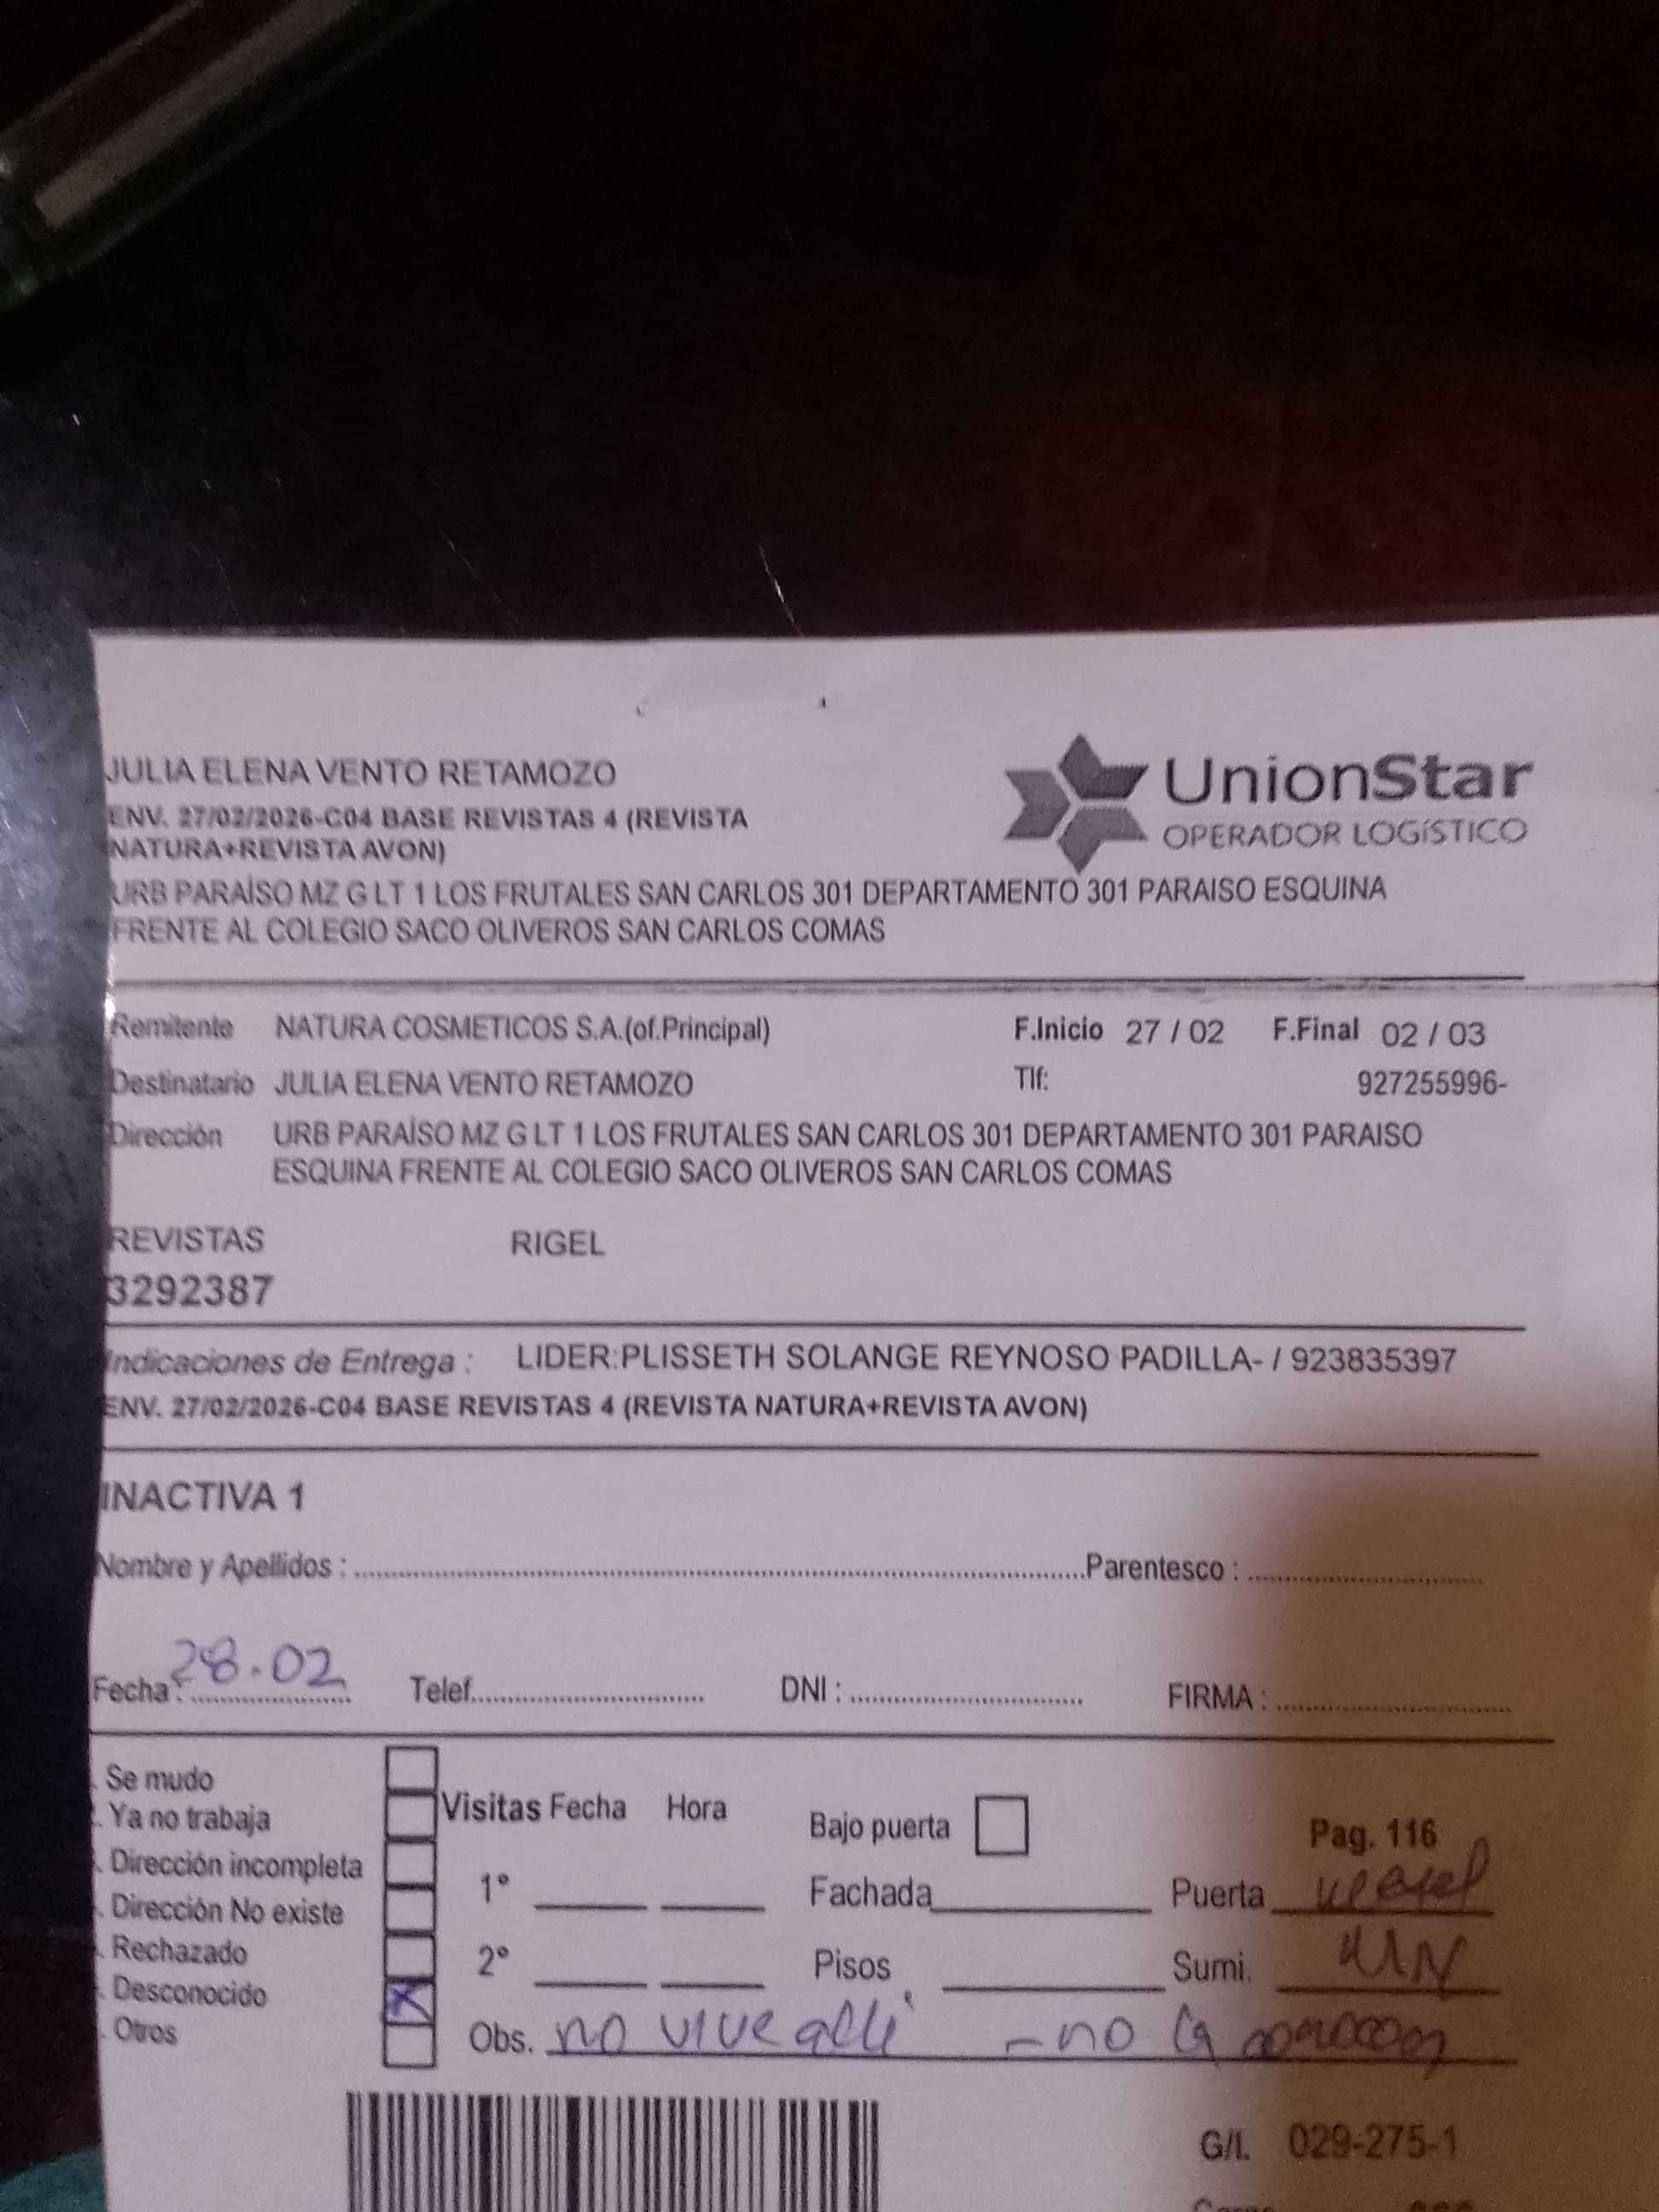 JULIA ELENA VENTO RETAMOZO
ENV. 27/02/2026-C04 BASE REVISTAS 4 (REVISTA
NATURA+REVISTA AVON)
UnionStar
OPERADOR LOGíSTICO
URB PARAÍSO MZ G LT 1 LOS FRUTALES SAN CARLOS 301 DEPARTAMENTO 301 PARAISO ESQUINA
FRENTE AL COLEGIO SACO OLIVEROS SAN CARLOS COMAS
Remitente NATURA COSMETICOS S.A.(of.Principal) F.Inicio 27 / 02 F.Final 02 / 03
Destinatario JULIA ELENA VENTO RETAMOZO Tlf: 927255996-
Dirección URB PARAÍSO MZ G LT 1 LOS FRUTALES SAN CARLOS 301 DEPARTAMENTO 301 PARAISO
ESQUINA FRENTE AL COLEGIO SACO OLIVEROS SAN CARLOS COMAS
REVISTAS RIGEL
3292387
Indicaciones de Entrega : LIDER:PLISSETH SOLANGE REYNOSO PADILLA- / 923835397
ENV. 27/02/2026-C04 BASE REVISTAS 4 (REVISTA NATURA+REVISTA AVON)
INACTIVA 1
Nombre y Apellidos : Parentesco :
Fecha : 28.02 Telef. DNI : FIRMA :
Se mudo
Ya no trabaja
Dirección incompleta
Dirección No existe
Rechazado
Desconocido X
Otros
Visitas Fecha Hora
1°
2°
Bajo puerta
Pag. 116
Fachada Puerta
Pisos Sumi.
Obs. no vive allí - no la conocen
G/I. 029-275-1